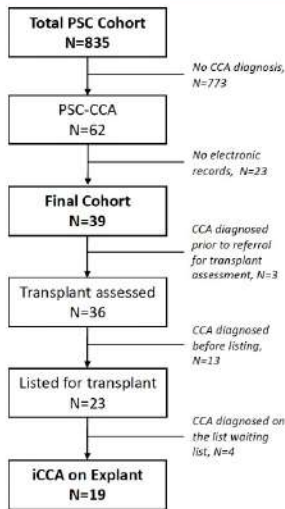 Total PSC Cohort
N=835
No CCA diagnosis,
N=773
PSC-CCA
N=62
No electronic
records, N=23
Final Cohort
N=39
CCA diagnosed
prior to referral
for transplant
assessment, N=3
Transplant assessed
N=36
CCA diagnosed
before listing,
N=13
Listed for transplant
N=23
CCA diagnosed on
the list waiting
list, N=4
iCCA on Explant
N=19